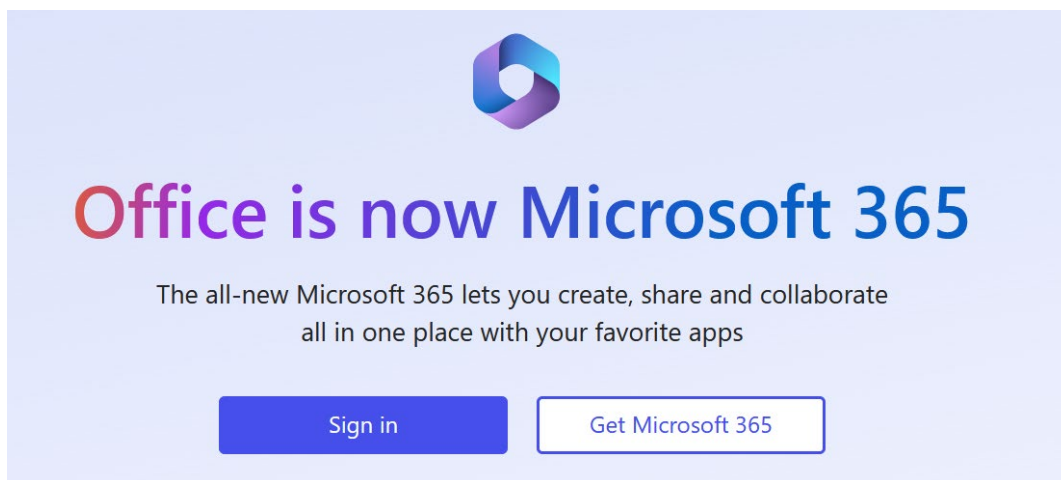 Office is now Microsoft 365
The all-new Microsoft 365 lets you create, share and collaborate
all in one place with your favorite apps
Sign in
Get Microsoft 365